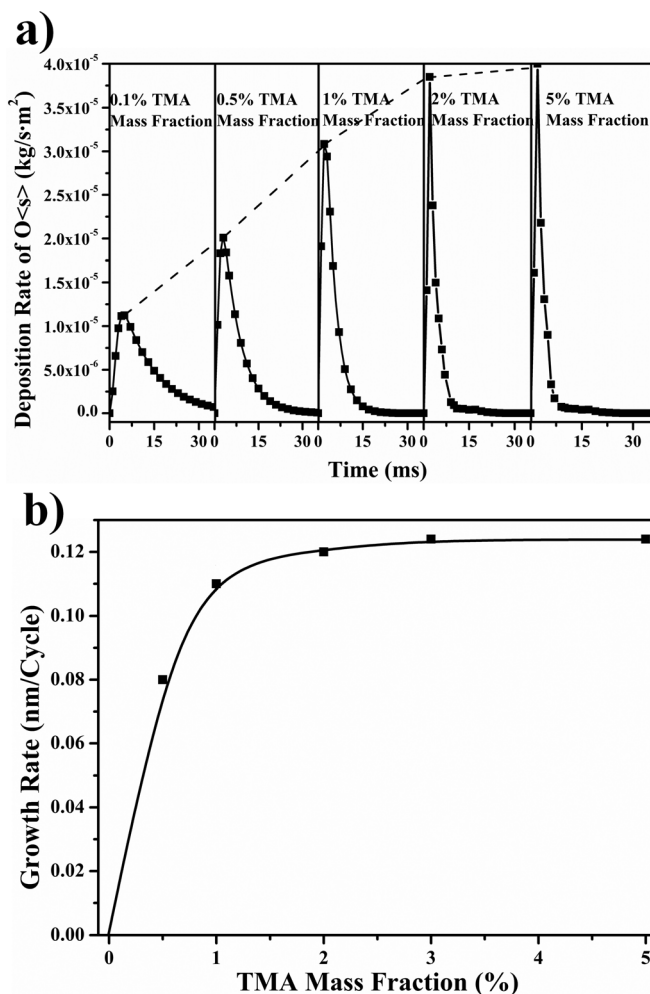 a)
Deposition Rate of O<s> (kg/s·m²)
4.0x10⁻⁵
3.5x10⁻⁵
3.0x10⁻⁵
2.5x10⁻⁵
2.0x10⁻⁵
1.5x10⁻⁵
1.0x10⁻⁵
5.0x10⁻⁶
0.0
0.1% TMA
Mass Fraction
0.5% TMA
Mass Fraction
1% TMA
Mass Fraction
2% TMA
Mass Fraction
5% TMA
Mass Fraction
0 15 30 0 15 30 0 15 30 0 15 30 0 15 30
Time (ms)
b)
Growth Rate (nm/Cycle)
0.12
0.10
0.08
0.06
0.04
0.02
0.00
0 1 2 3 4 5
TMA Mass Fraction (%)